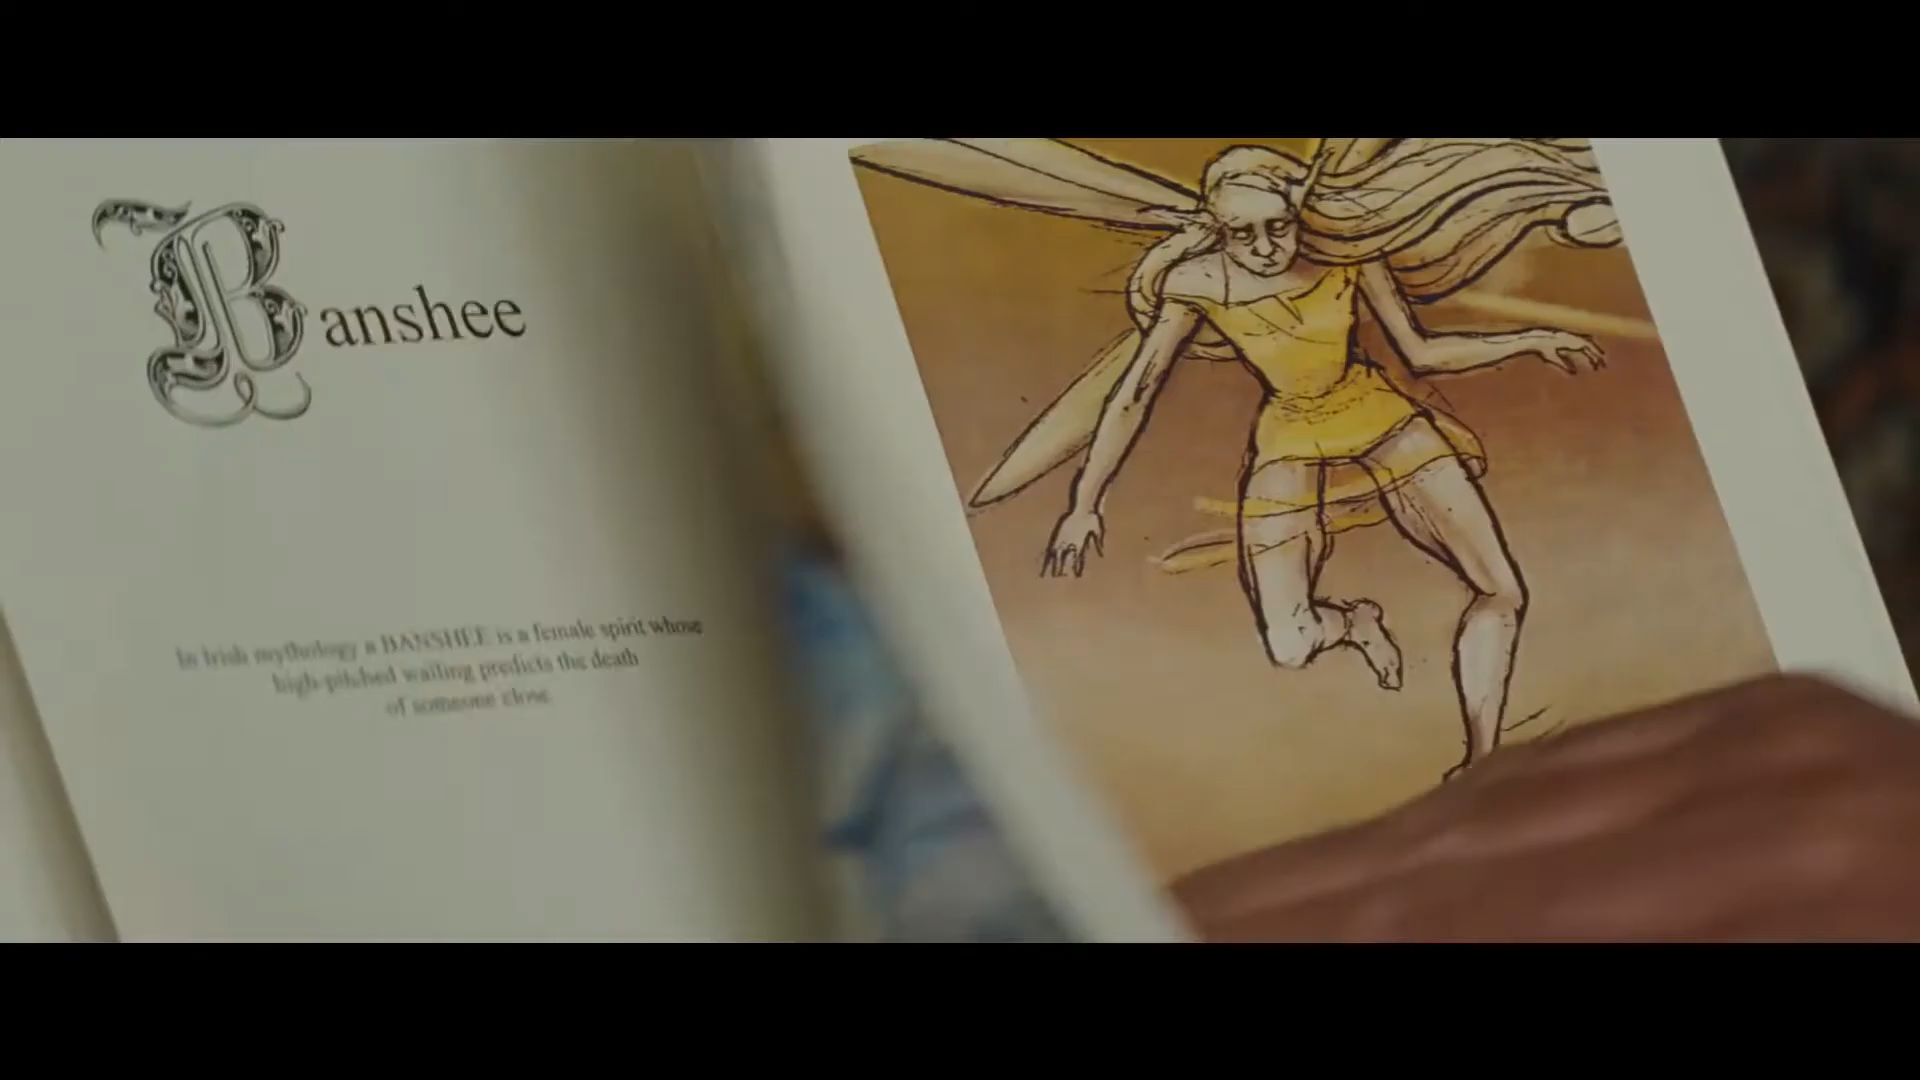 Banshee
In Irish mythology a BANSHEE is a female spirit whose
high-pitched wailing predicts the death
of someone close.